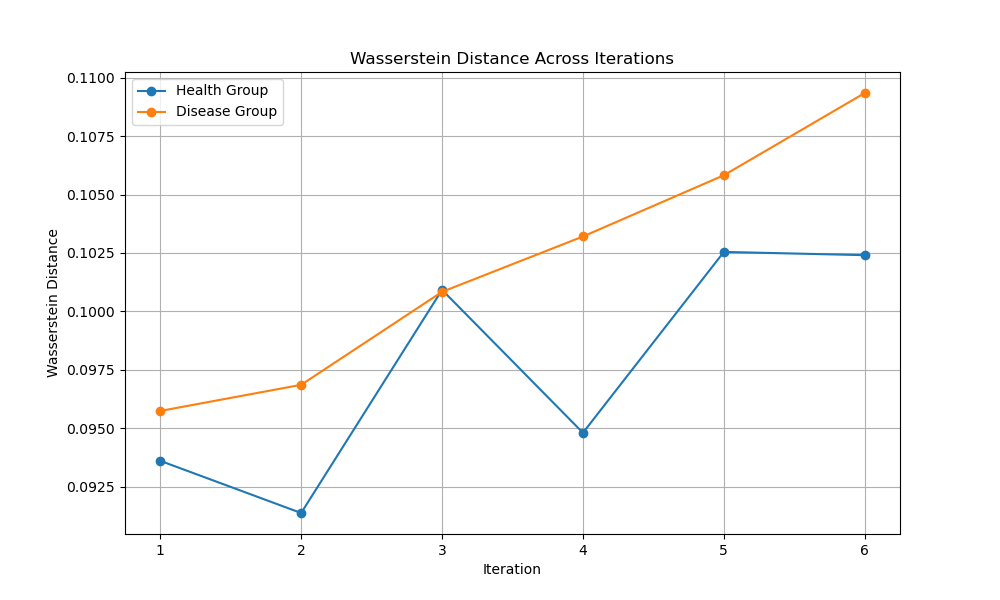 Wasserstein Distance Across Iterations
Health Group
Disease Group
0.1100
0.1075
0.1050
0.1025
0.1000
0.0975
0.0950
0.0925
Wasserstein Distance
1 2 3 4 5 6
Iteration